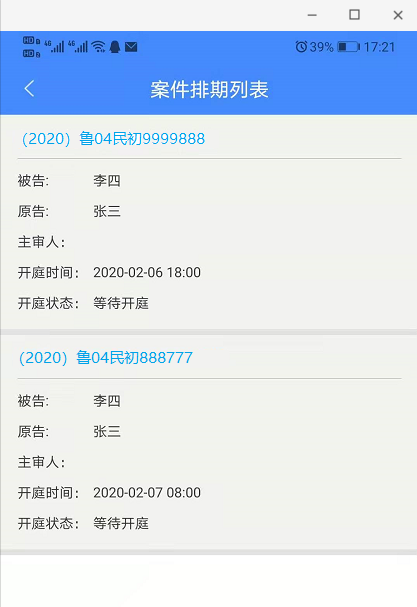 39% 17:21
案件排期列表
（2020）鲁04民初9999888
被告: 李四
原告: 张三
主审人:
开庭时间: 2020-02-06 18:00
开庭状态: 等待开庭
（2020）鲁04民初888777
被告: 李四
原告: 张三
主审人:
开庭时间: 2020-02-07 08:00
开庭状态: 等待开庭